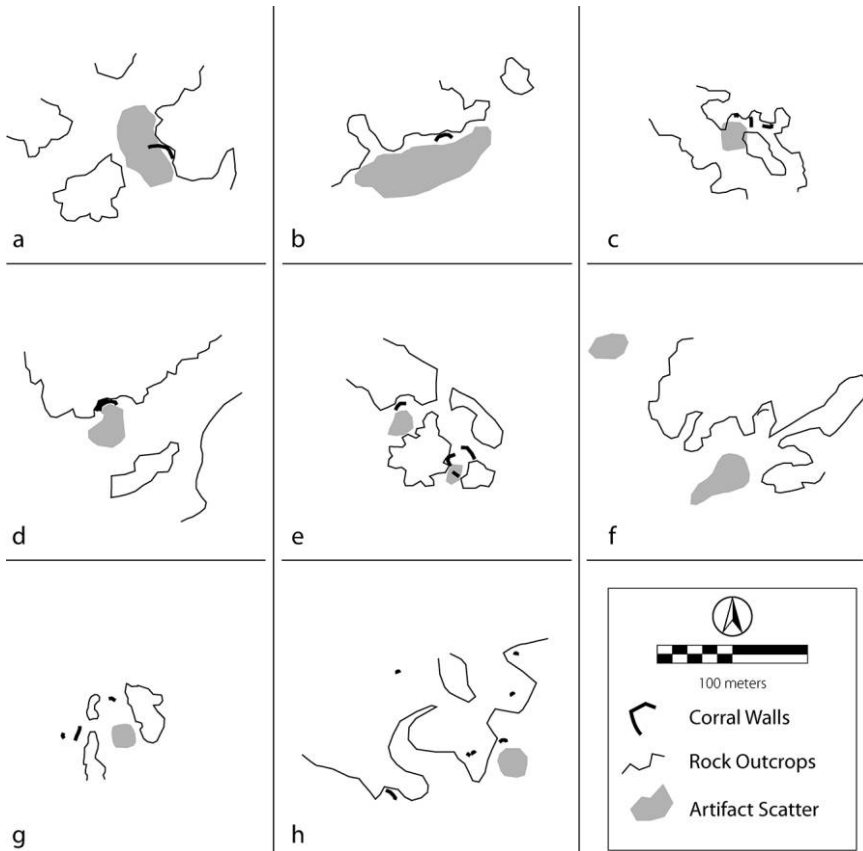 a
b
c
d
e
f
g
h
100 meters
Corral Walls
Rock Outcrops
Artifact Scatter